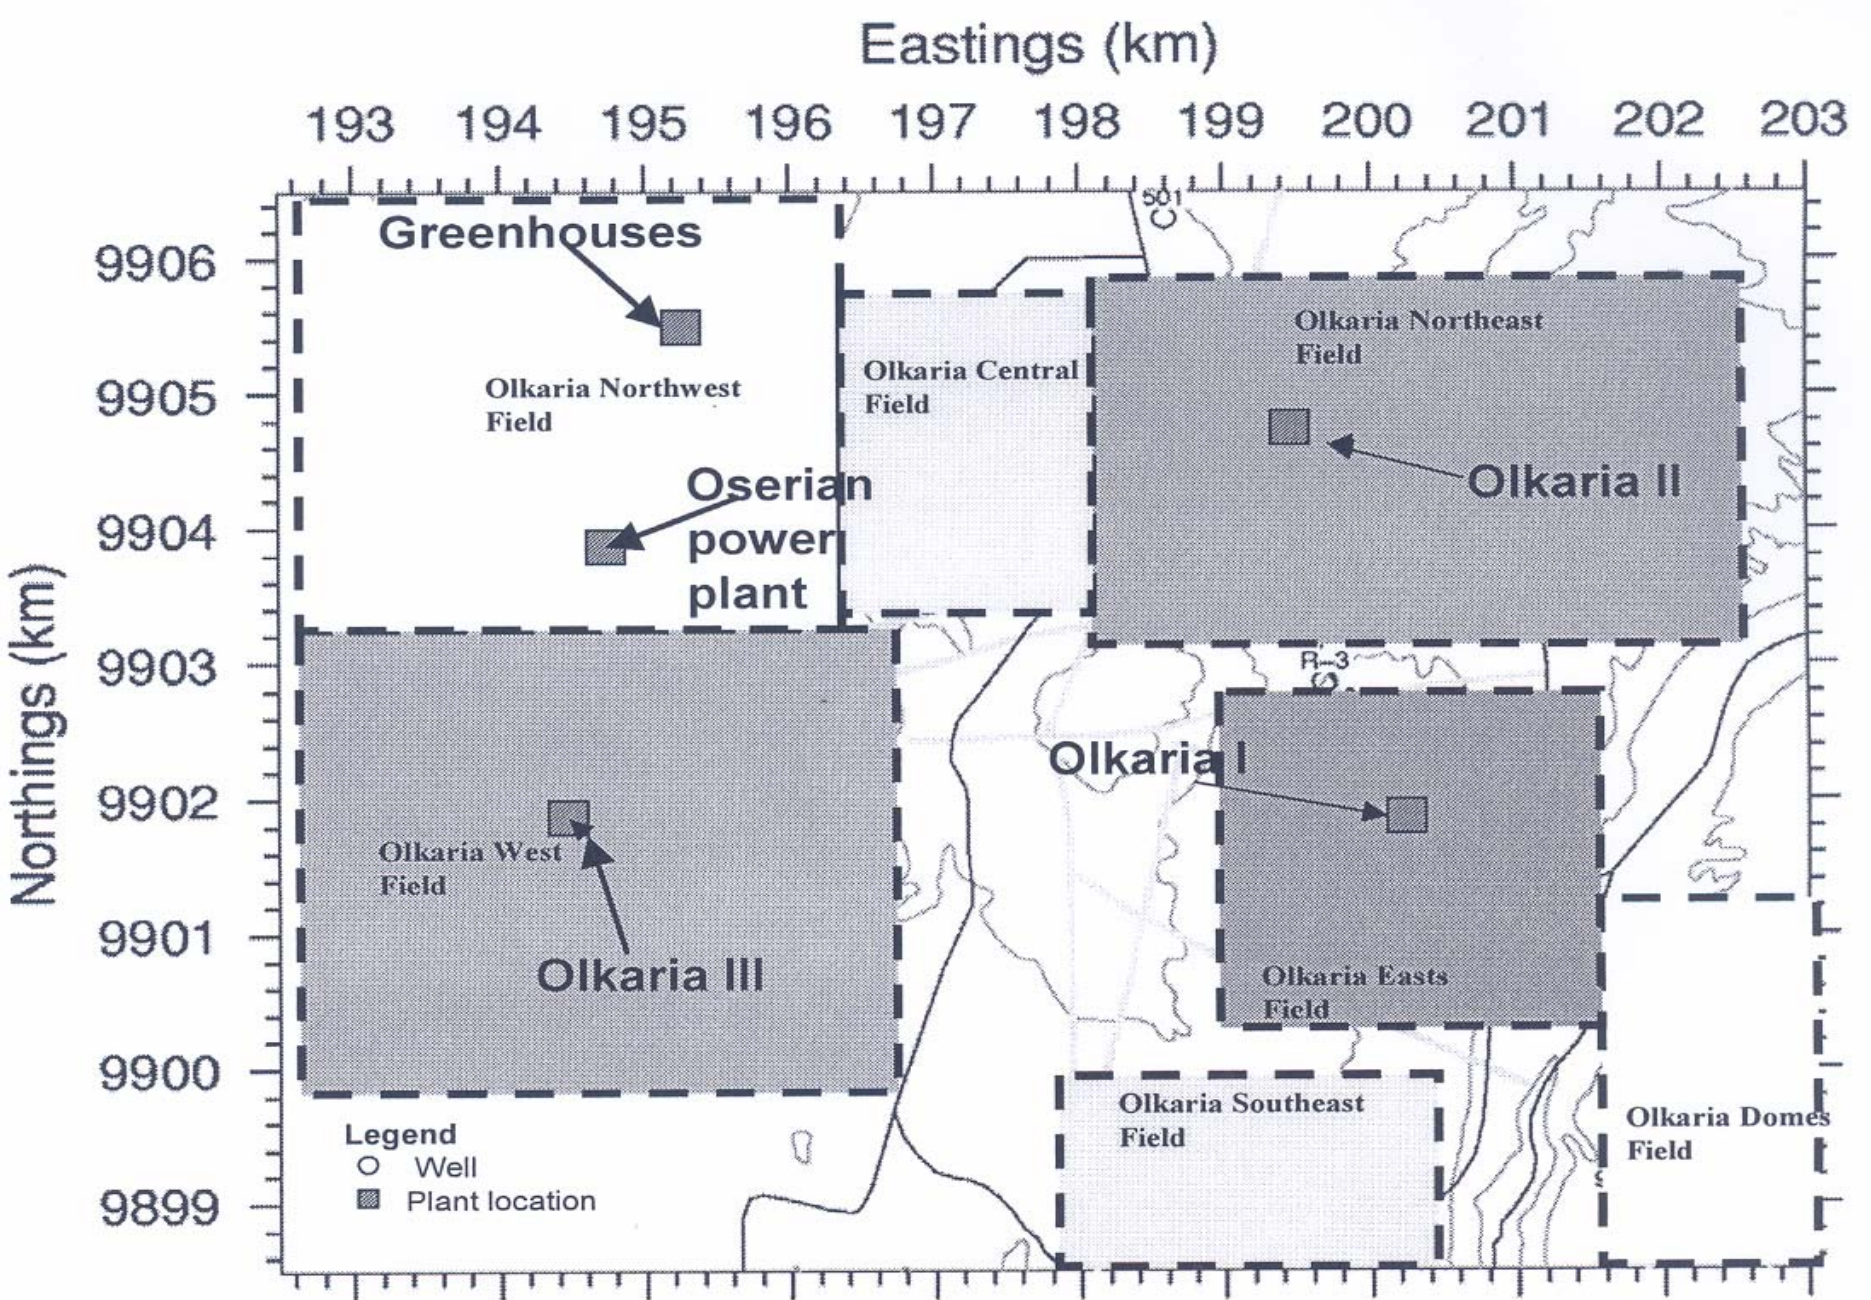 Eastings (km)
193 194 195 196 197 198 199 200 201 202 203
Northings (km)
9906
9905
9904
9903
9902
9901
9900
9899
501
Greenhouses
Olkaria Northwest
Field
Oserian
power
plant
Olkaria Central
Field
Olkaria Northeast
Field
Olkaria II
R-3
Olkaria I
Olkaria West
Field
Olkaria III
Olkaria Easts
Field
Olkaria Southeast
Field
Olkaria Domes
Field
Legend
Well
Plant location